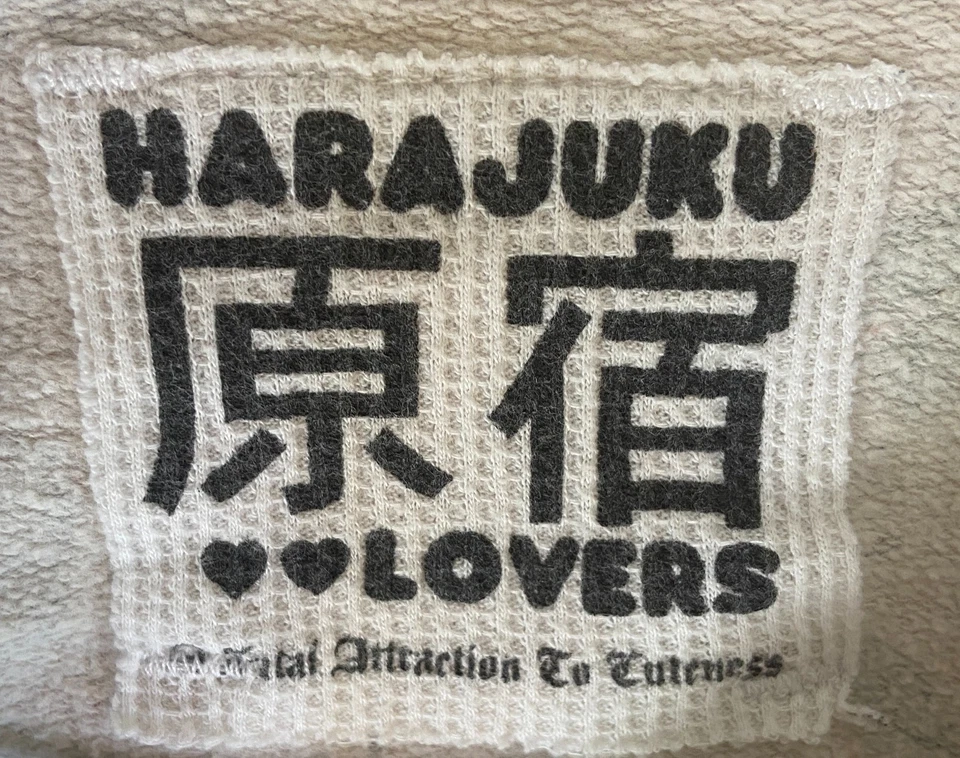 HARAJUKU
原宿
♥♥LOVERS
A Fatal Attraction To Cuteness